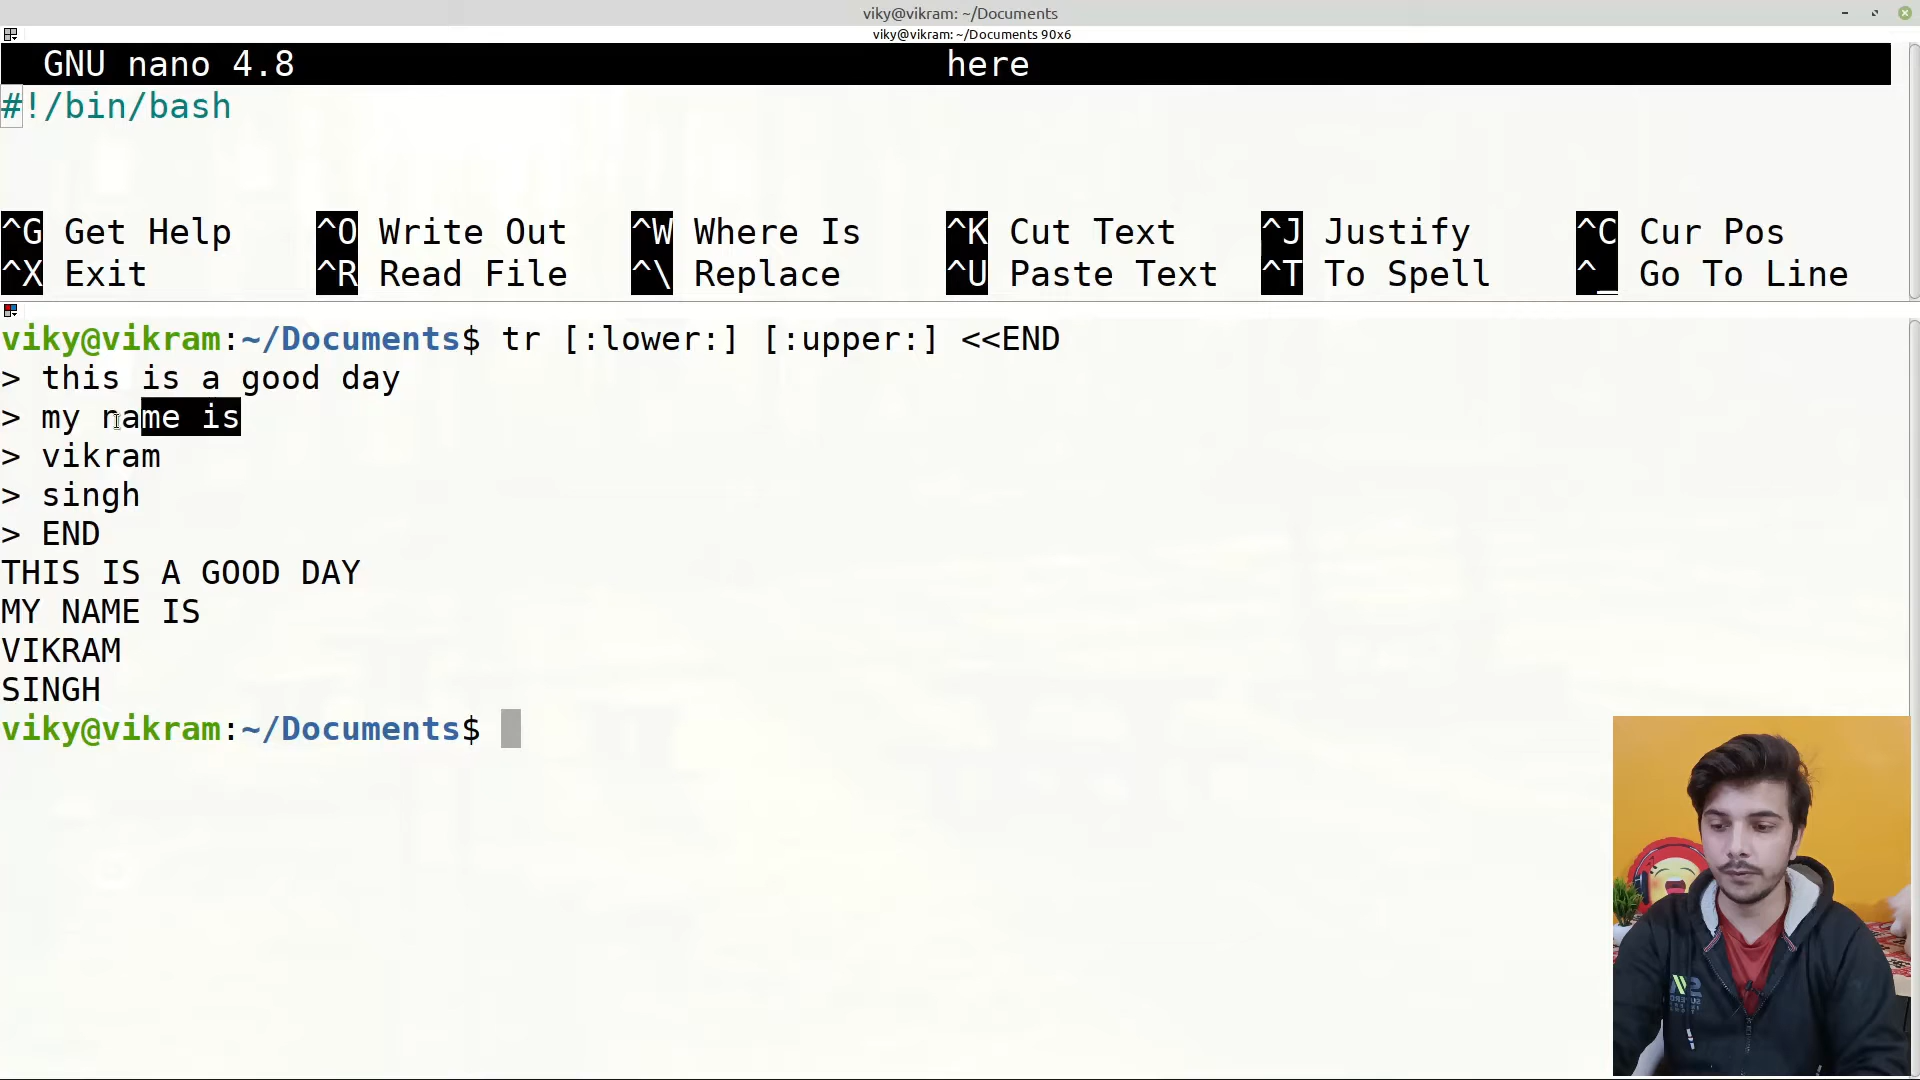 viky@vikram: ~/Documents
viky@vikram: ~/Documents 90x6
GNU nano 4.8 here
#!/bin/bash
^G Get Help ^O Write Out ^W Where Is ^K Cut Text ^J Justify ^C Cur Pos
^X Exit ^R Read File ^\ Replace ^U Paste Text ^T To Spell ^_ Go To Line
viky@vikram:~/Documents$ tr [:lower:] [:upper:] <<END
> this is a good day
> my name is
> vikram
> singh
> END
THIS IS A GOOD DAY
MY NAME IS
VIKRAM
SINGH
viky@vikram:~/Documents$